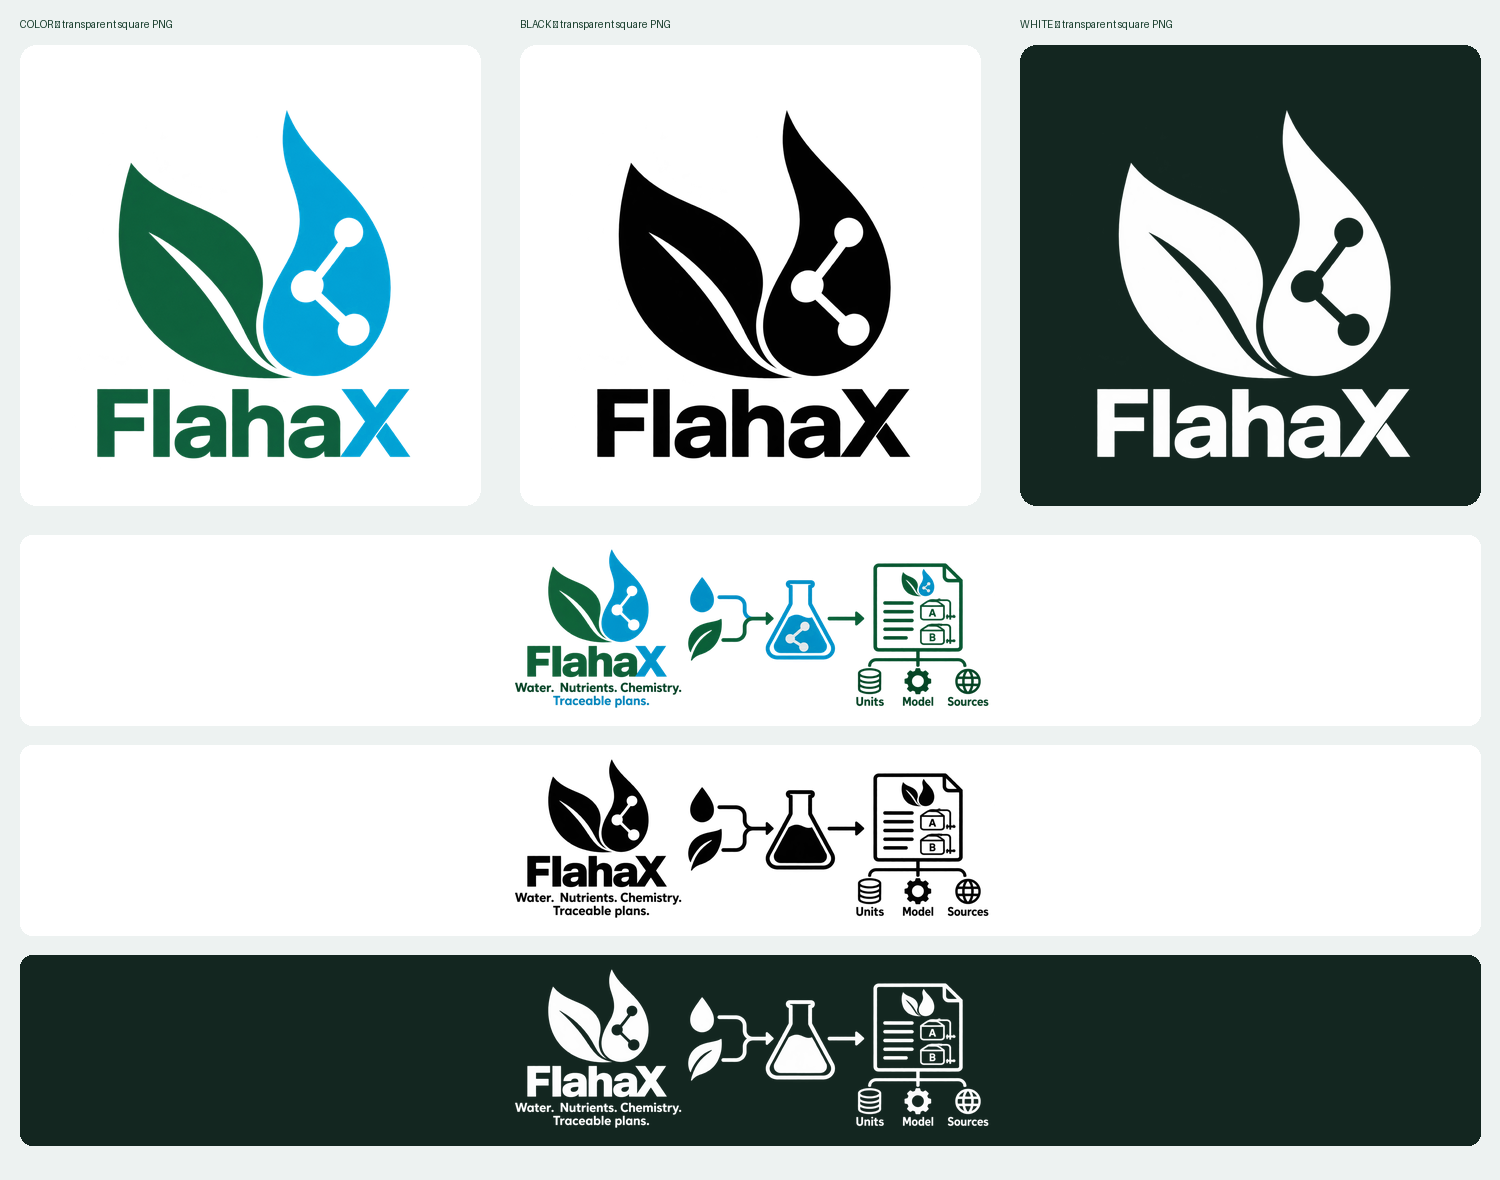 COLOR▯transparent square PNG
BLACK▯transparent square PNG
WHITE▯transparent square PNG
FlahaX
FlahaX
FlahaX
FlahaX
Water. Nutrients. Chemistry.
Traceable plans.
A
B
Units Model Sources
FlahaX
Water. Nutrients. Chemistry.
Traceable plans.
A
B
Units Model Sources
FlahaX
Water. Nutrients. Chemistry.
Traceable plans.
A
B
Units Model Sources